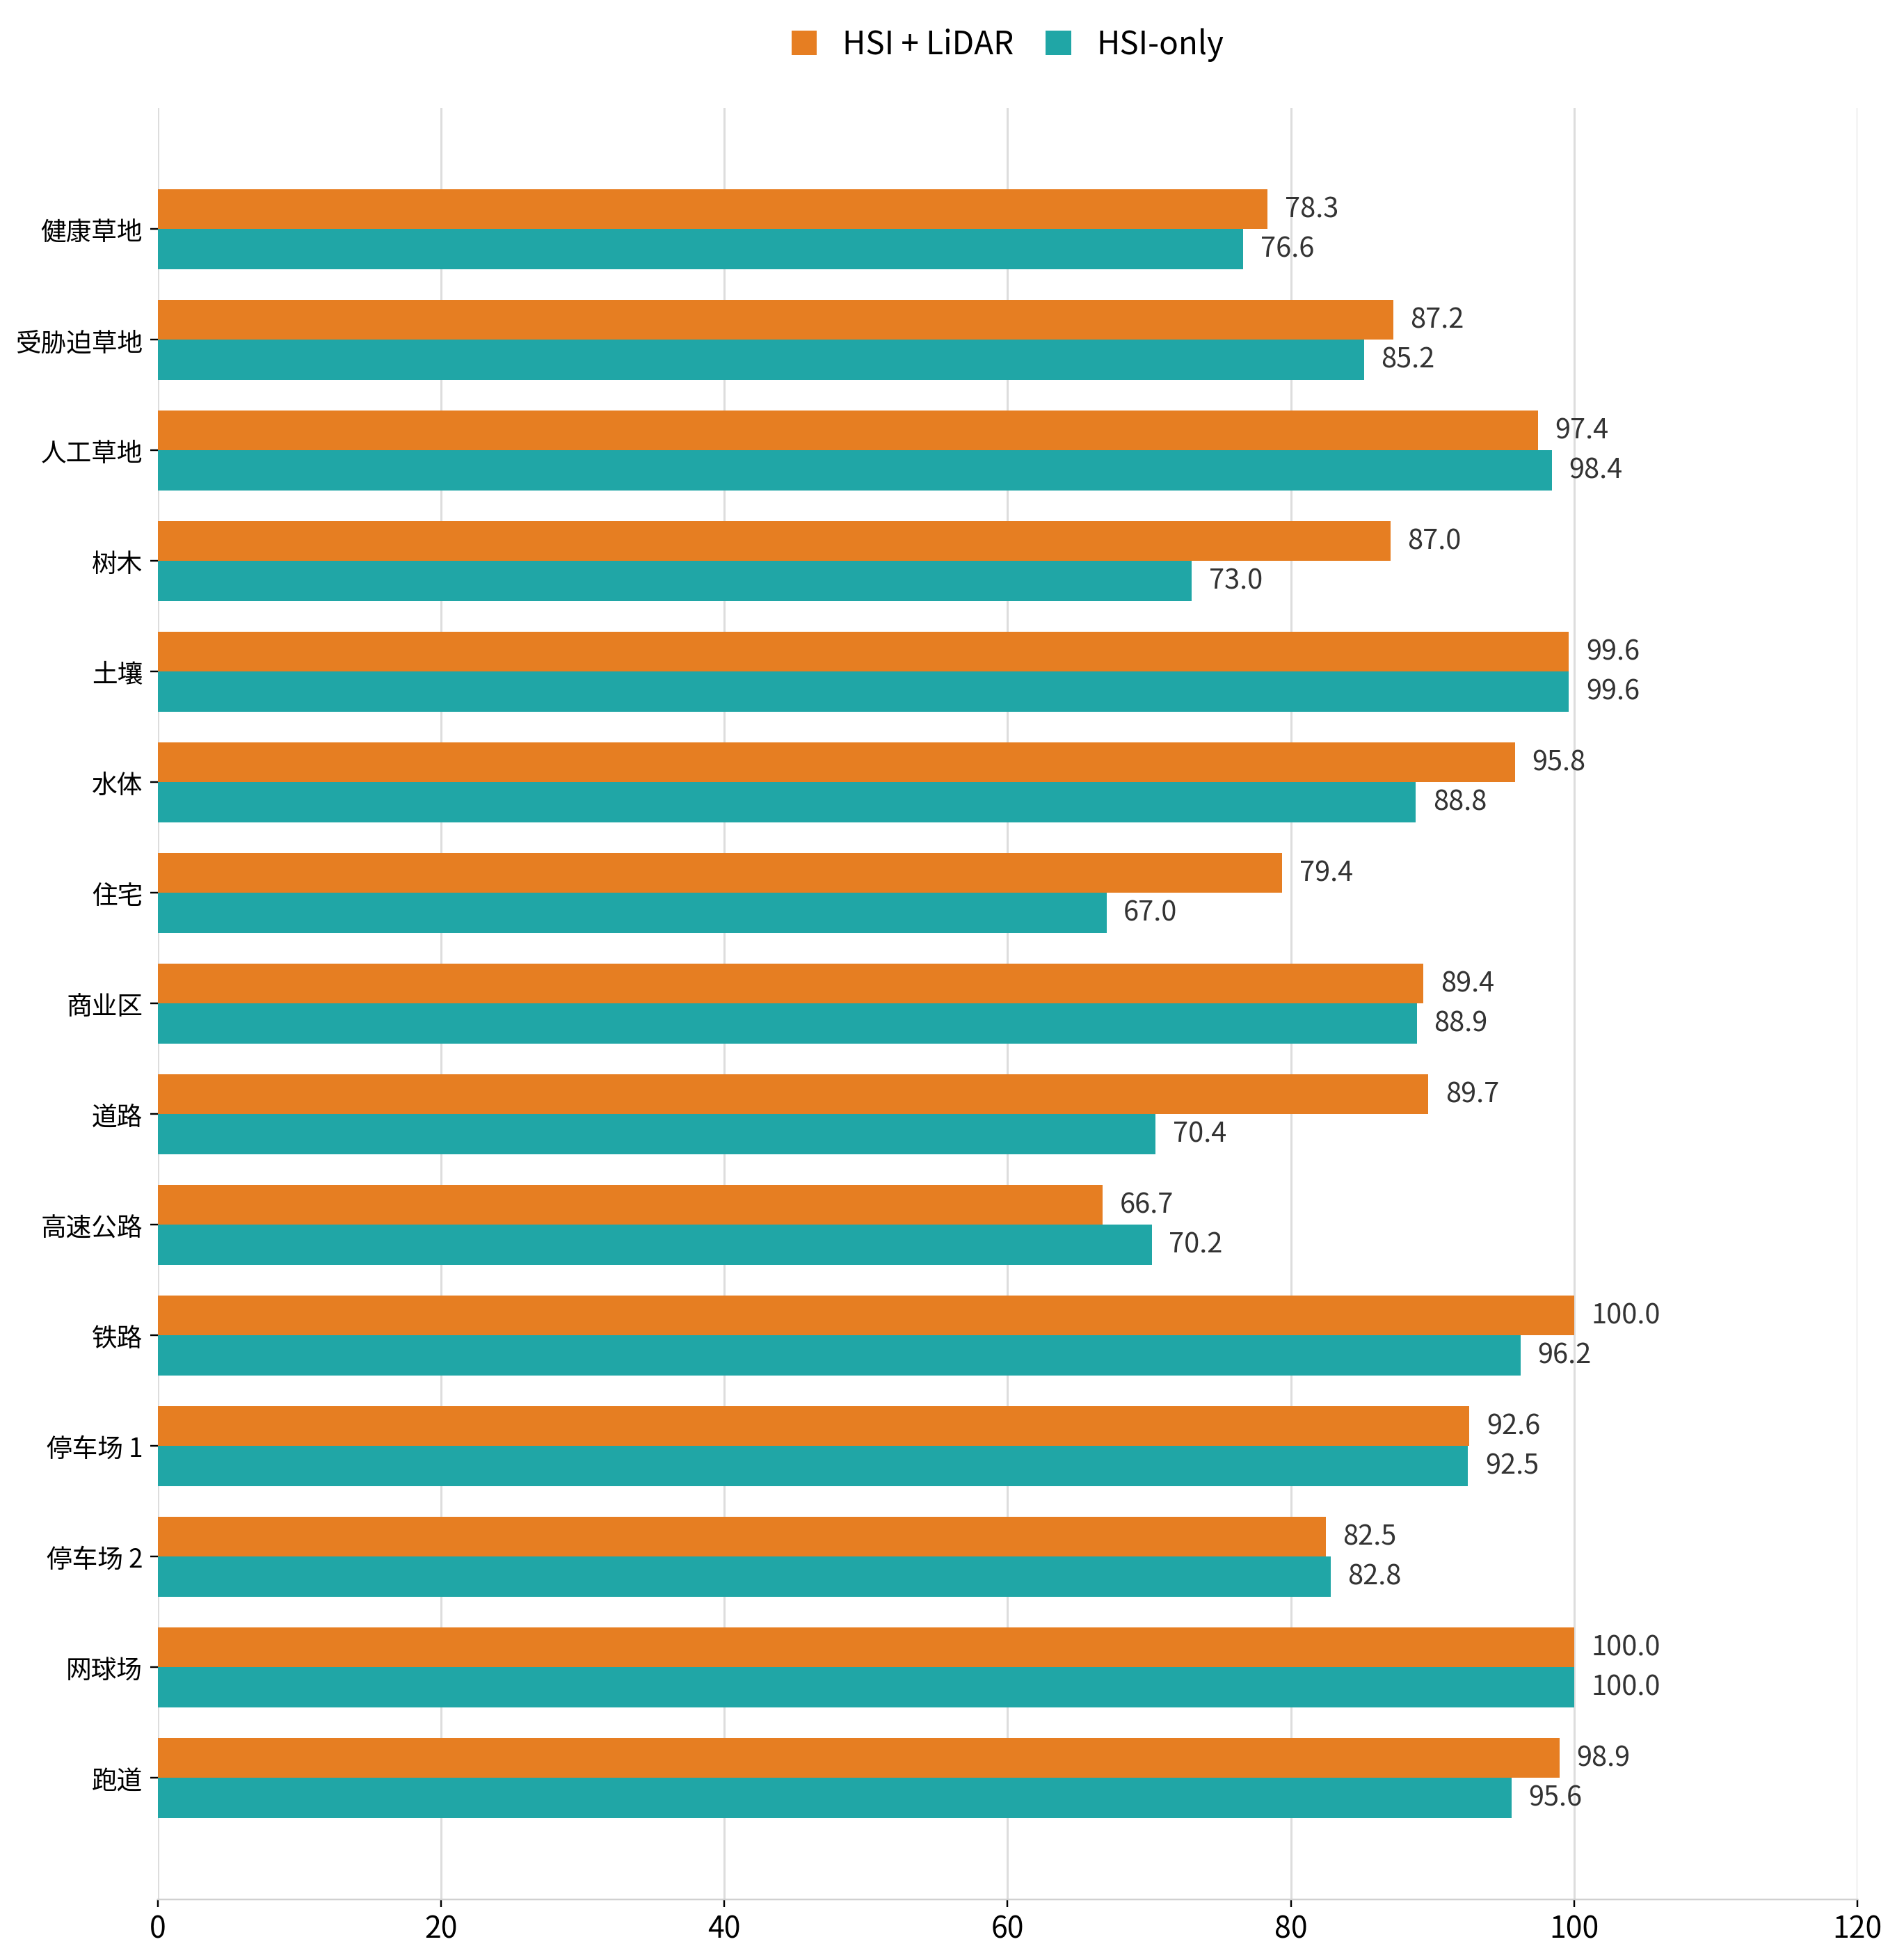 HSI + LiDAR HSI-only
健康草地 78.3
76.6
受胁迫草地 87.2
85.2
人工草地 97.4
98.4
树木 87.0
73.0
土壤 99.6
99.6
水体 95.8
88.8
住宅 79.4
67.0
商业区 89.4
88.9
道路 89.7
70.4
高速公路 66.7
70.2
铁路 100.0
96.2
停车场 1 92.6
92.5
停车场 2 82.5
82.8
网球场 100.0
100.0
跑道 98.9
95.6
0 20 40 60 80 100 120